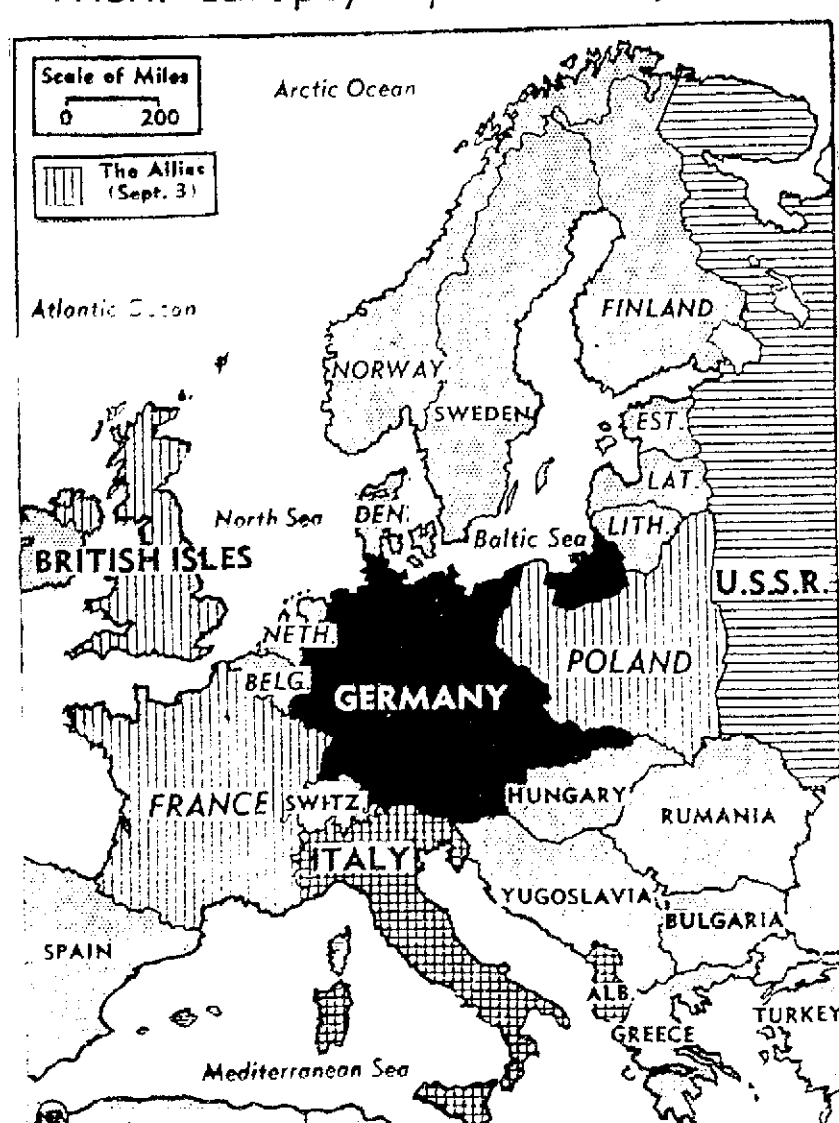 Scale of Miles
0 200
The Allies
(Sept. 3)
Arctic Ocean
Atlantic
FINLAND
NORWAY
SWEDEN
EST.
LAT.
LITH.
North Sea
DEN.
Baltic Sea
BRITISH ISLES
U.S.S.R.
NETH.
POLAND
BELG.
GERMANY
FRANCE
SWITZ.
HUNGARY
RUMANIA
ITALY
YUGOSLAVIA
BULGARIA
SPAIN
ALB.
TURKEY
GREECE
Mediterranean Sea